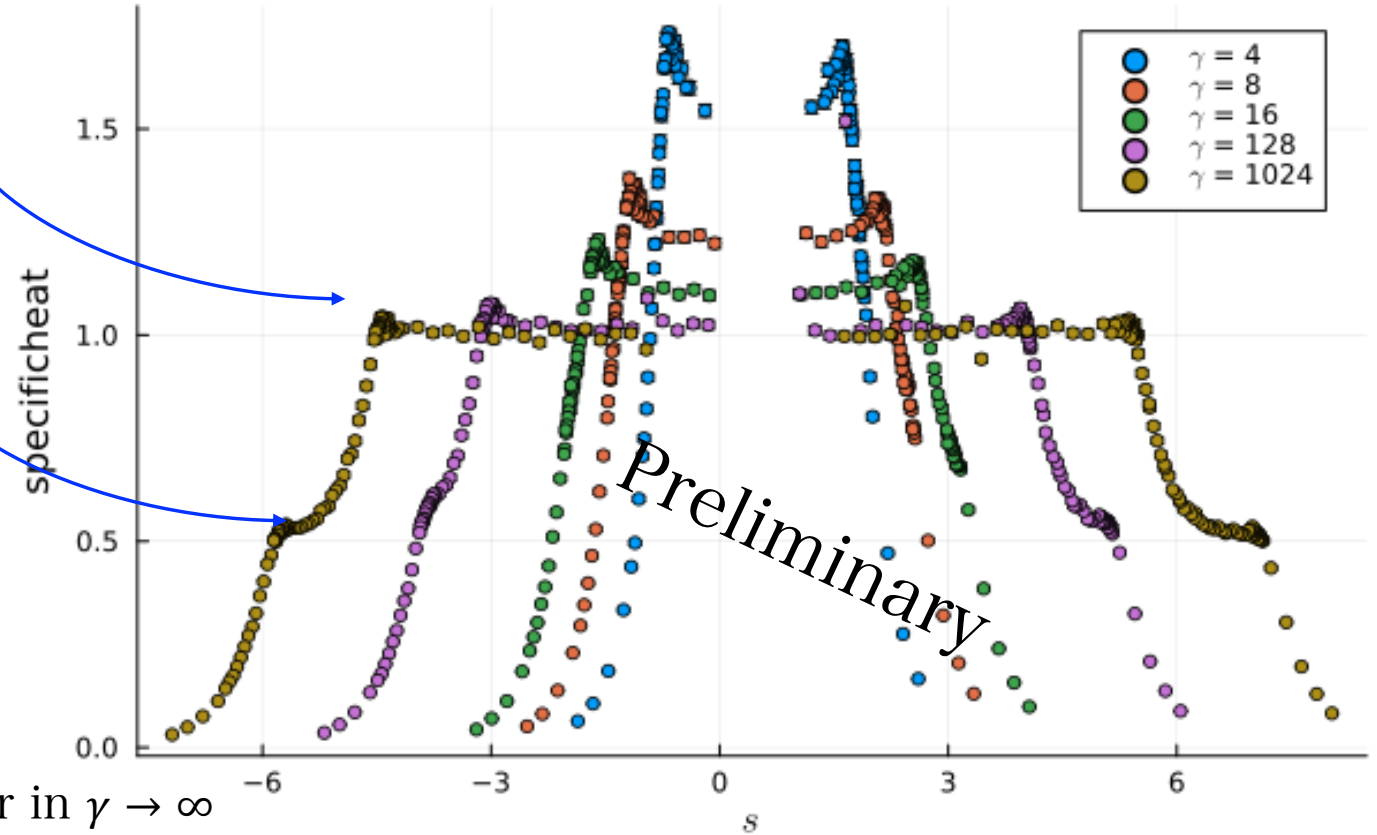 1.5
1.0
0.5
0.0
specificheat
γ = 4
γ = 8
γ = 16
γ = 128
γ = 1024
Preliminary
−6
−3
0
3
6
s
r in γ → ∞